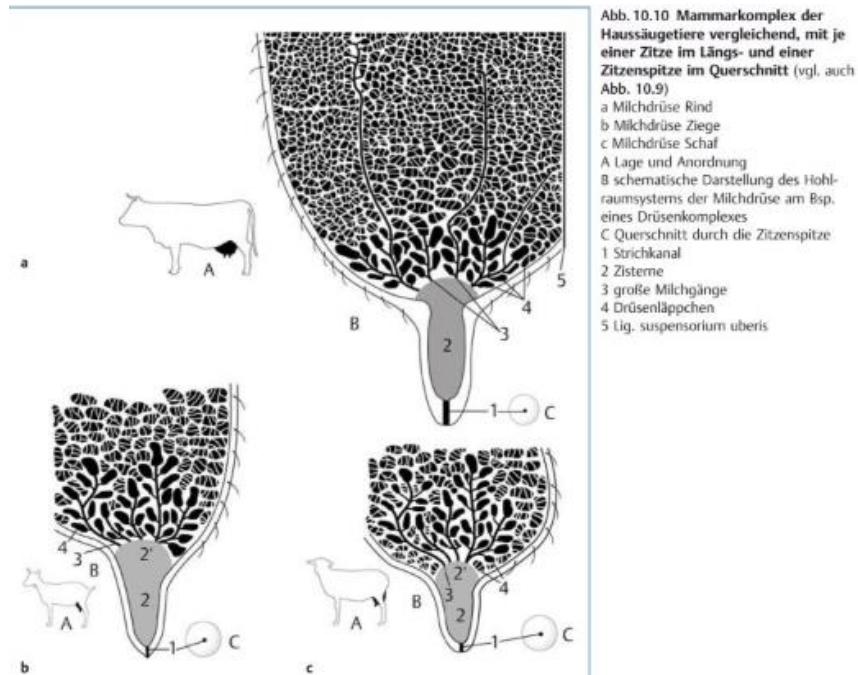 Abb. 10.10 Mammarkomplex der
Haussäugetiere vergleichend, mit je
einer Zitze im Längs- und einer
Zitzenspitze im Querschnitt (vgl. auch
Abb. 10.9)
a Milchdrüse Rind
b Milchdrüse Ziege
c Milchdrüse Schaf
A Lage und Anordnung
B schematische Darstellung des Hohl-
raumsystems der Milchdrüse am Bsp.
eines Drüsenkomplexes
C Querschnitt durch die Zitzenspitze
1 Strichkanal
2 Zisterne
3 große Milchgänge
4 Drüsenläppchen
5 Lig. suspensorium uberis
a
A
B
5
4
3
2
1
C
4
3
B
2'
2
A
1
C
b
A
B
2'
3
4
2
1
C
c